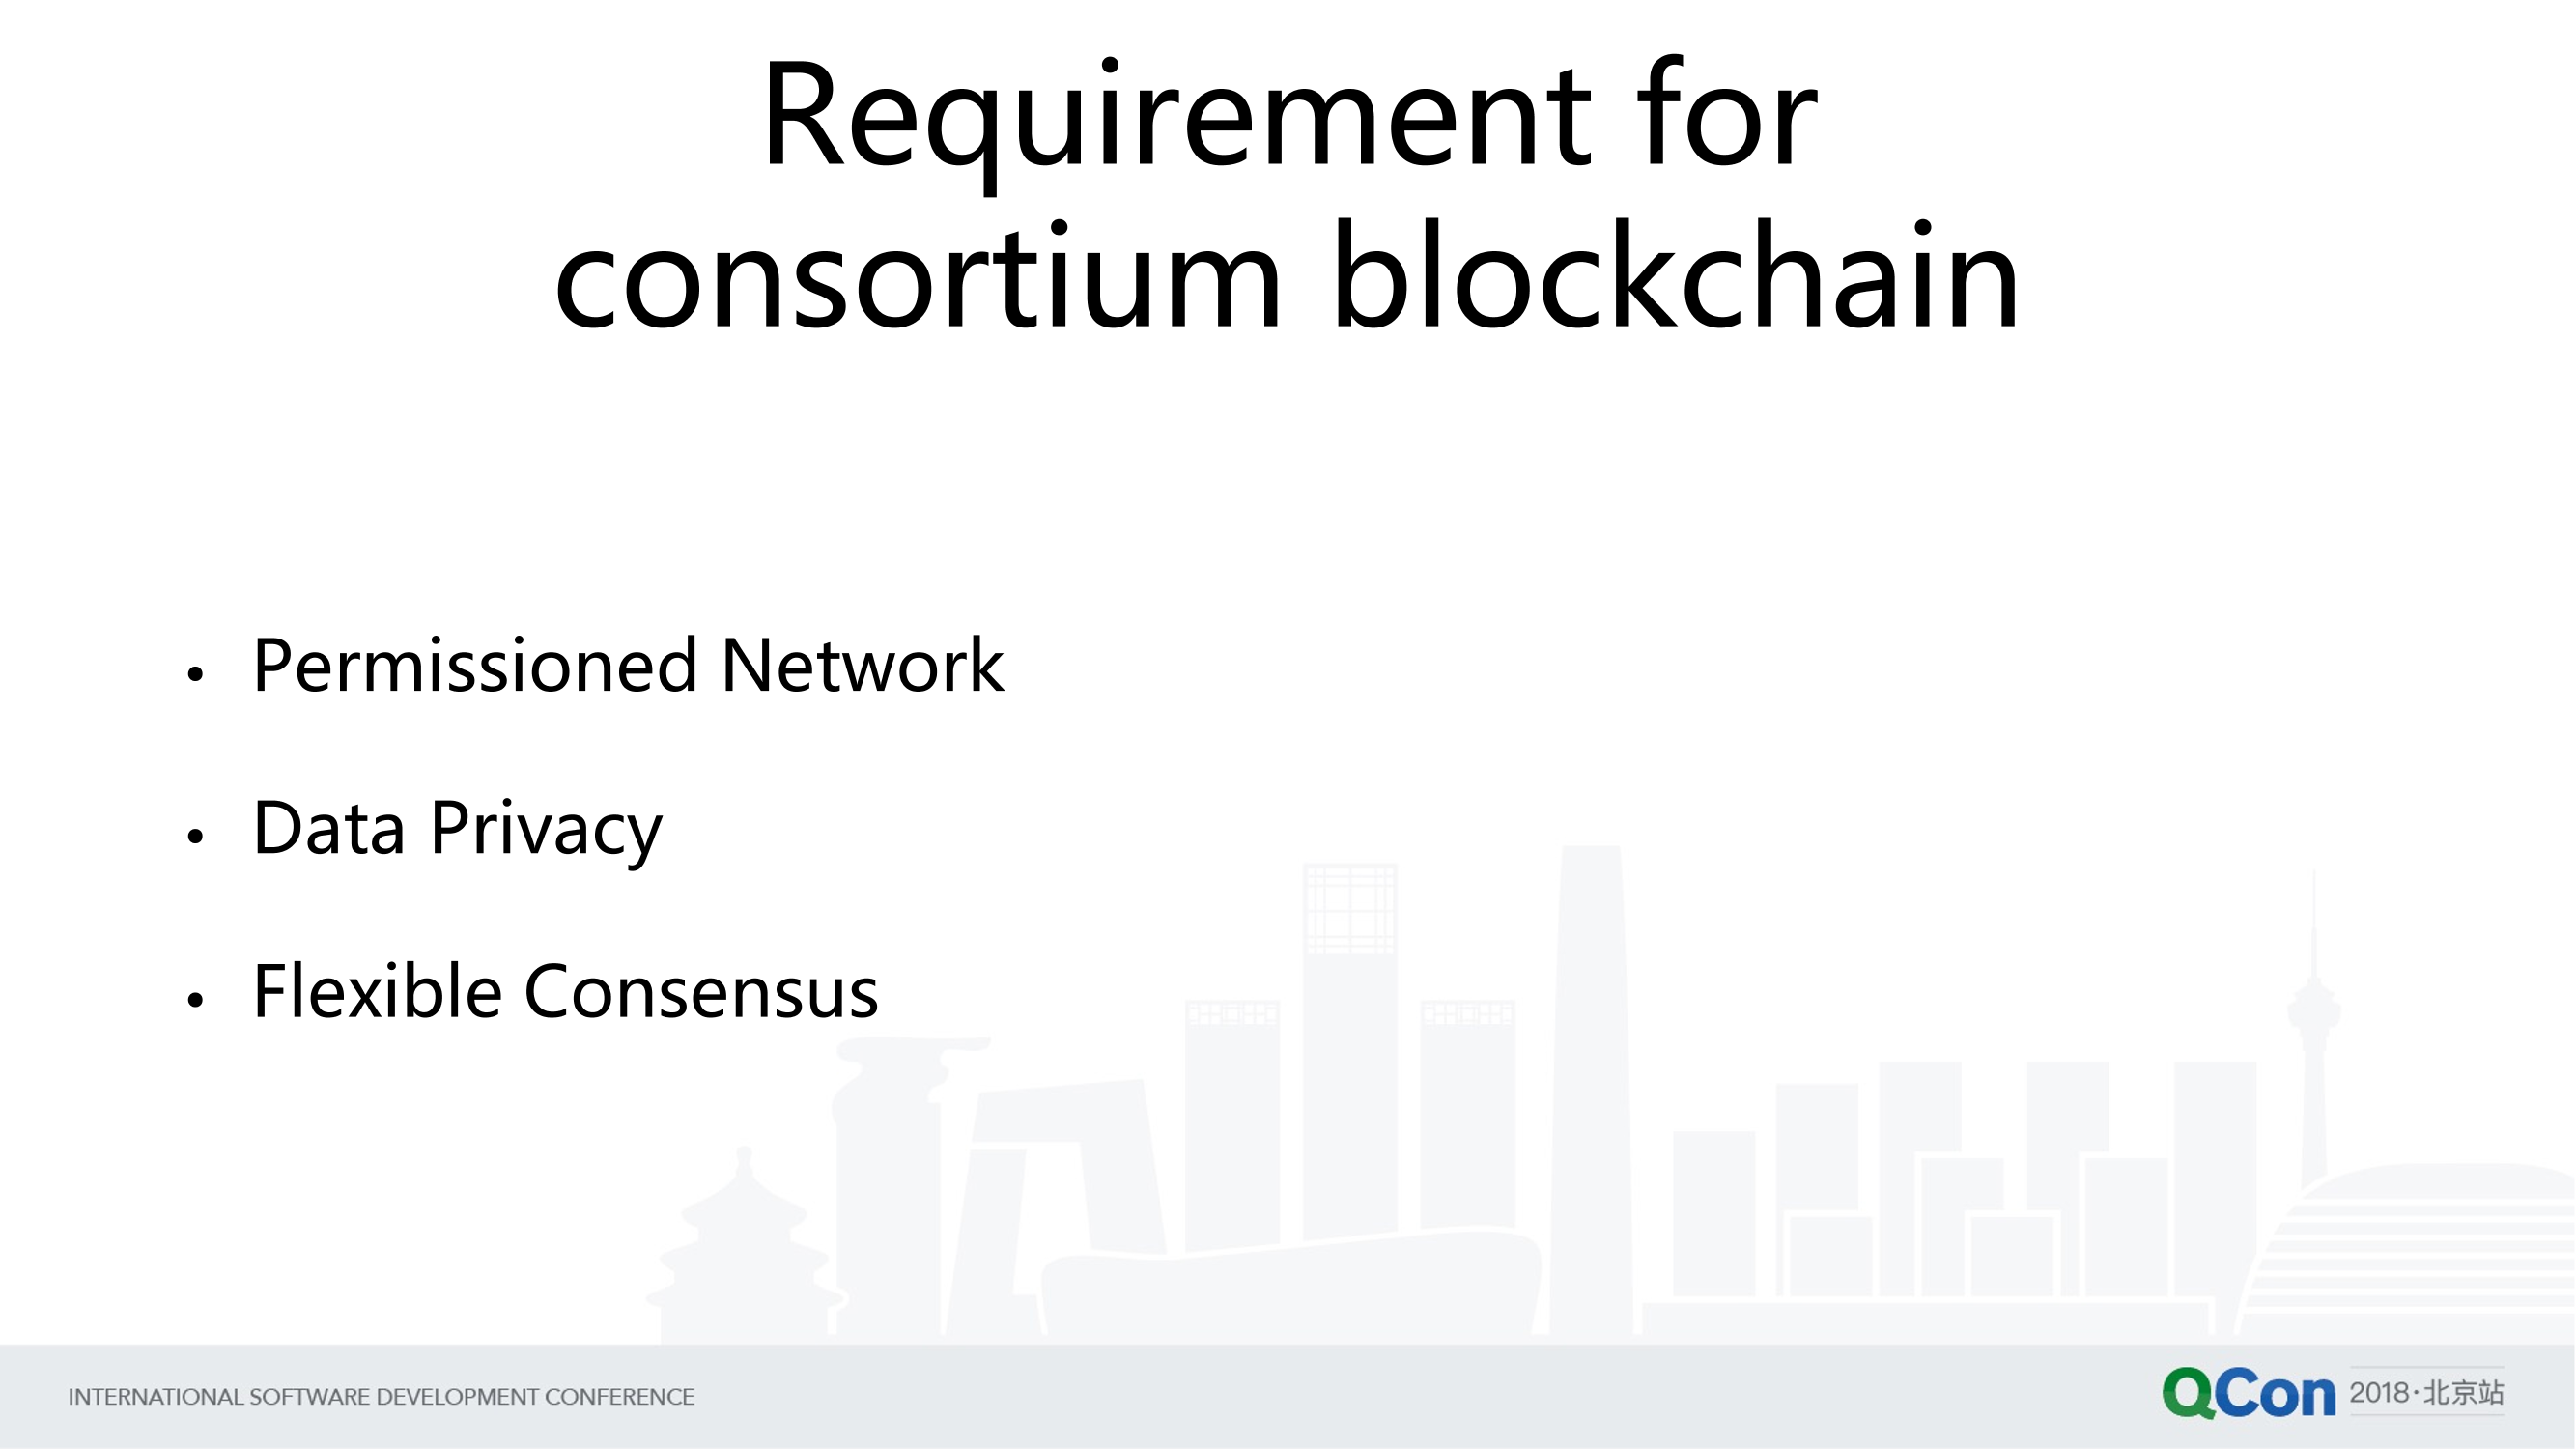 Requirement for
consortium blockchain
• Permissioned Network
• Data Privacy
• Flexible Consensus
INTERNATIONAL SOFTWARE DEVELOPMENT CONFERENCE
QCon 2018·北京站